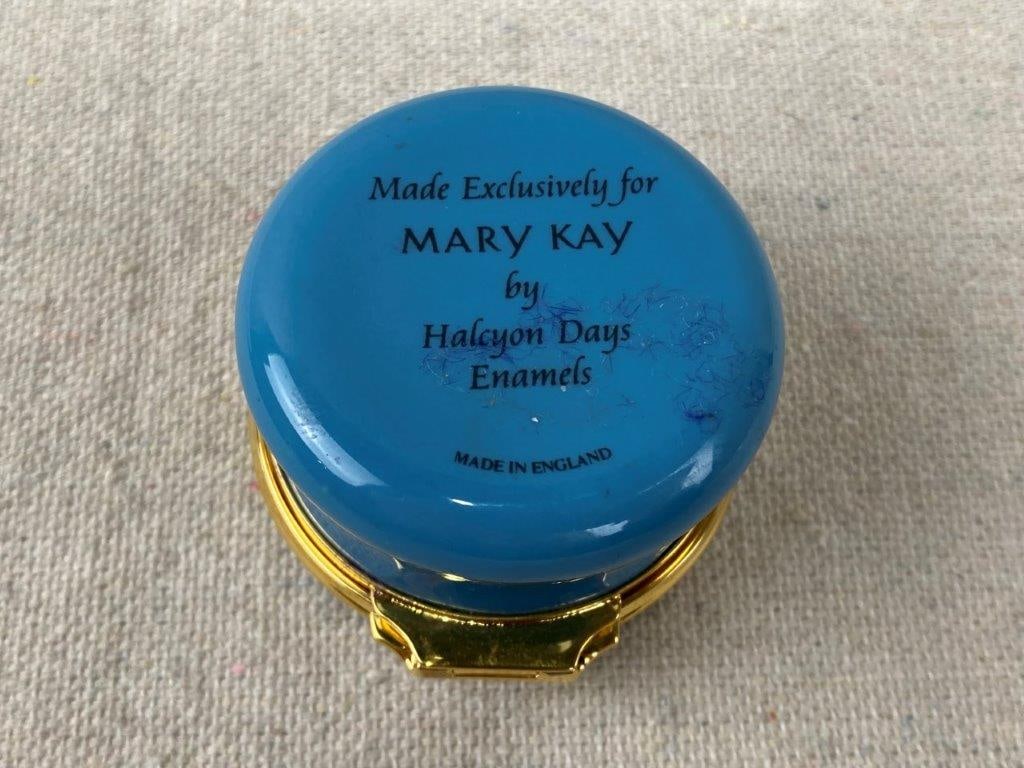 Made Exclusively for
MARY KAY
by
Halcyon Days
Enamels
MADE IN ENGLAND